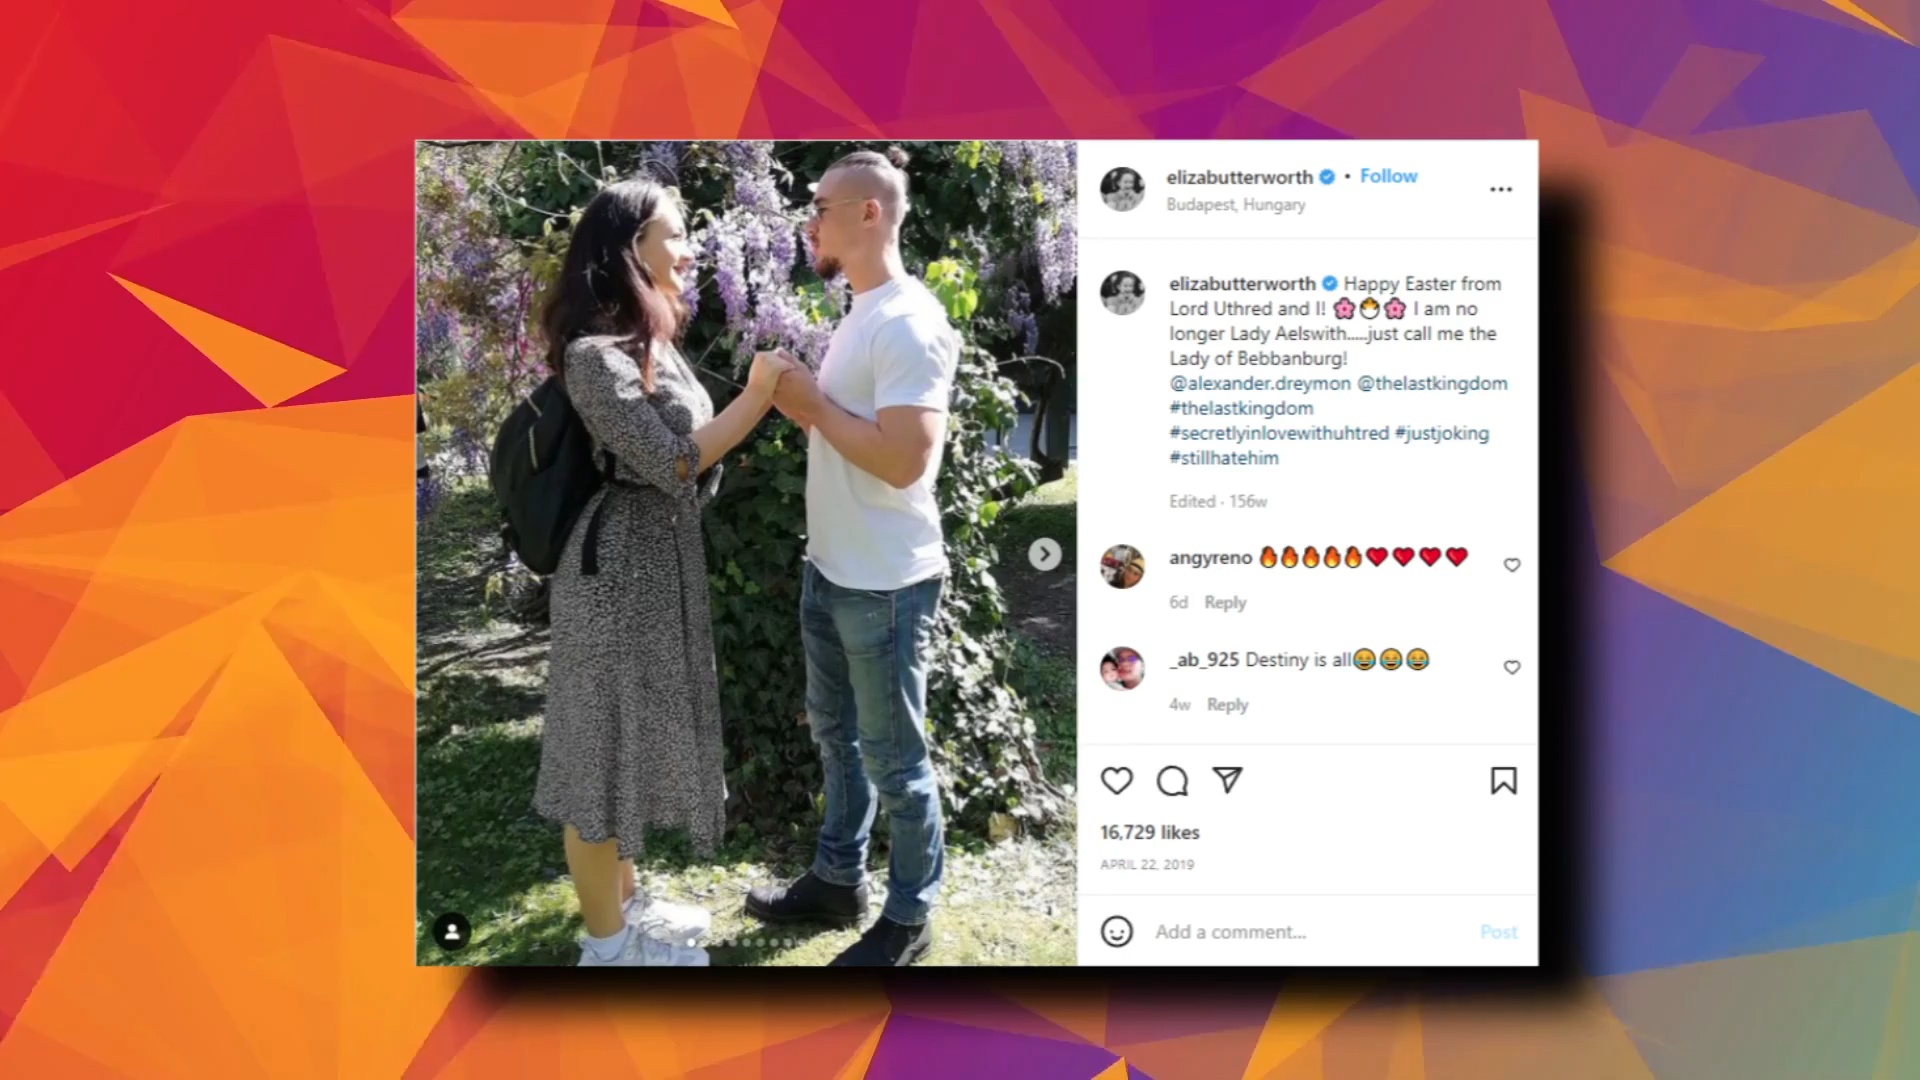 elizabutterworth • Follow
Budapest, Hungary
elizabutterworth Happy Easter from
Lord Uthred and I! 🌸🐣🌸 I am no
longer Lady Aelswith.....just call me the
Lady of Bebbanburg!
@alexander.dreymon @thelastkingdom
#thelastkingdom
#secretlyinlovewithuhtred #justjoking
#stillhatehim
Edited · 156w
angyreno 🔥🔥🔥🔥🔥❤️❤️❤️❤️
6d Reply
_ab_925 Destiny is all😂😂😂
4w Reply
16,729 likes
APRIL 22, 2019
Add a comment...
Post